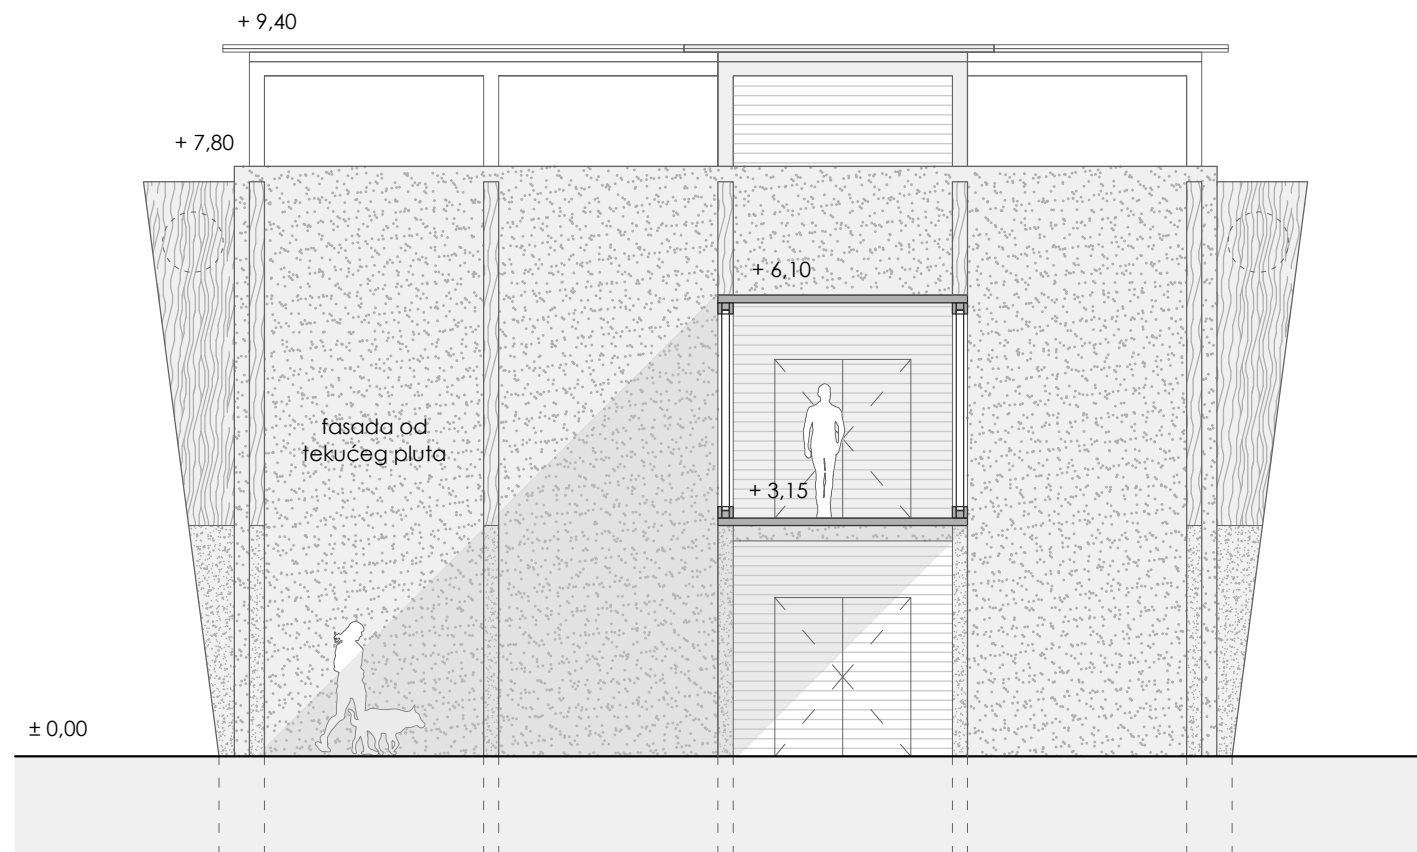 + 9,40
+ 7,80
+ 6,10
fasada od
tekućeg pluta
+ 3,15
± 0,00